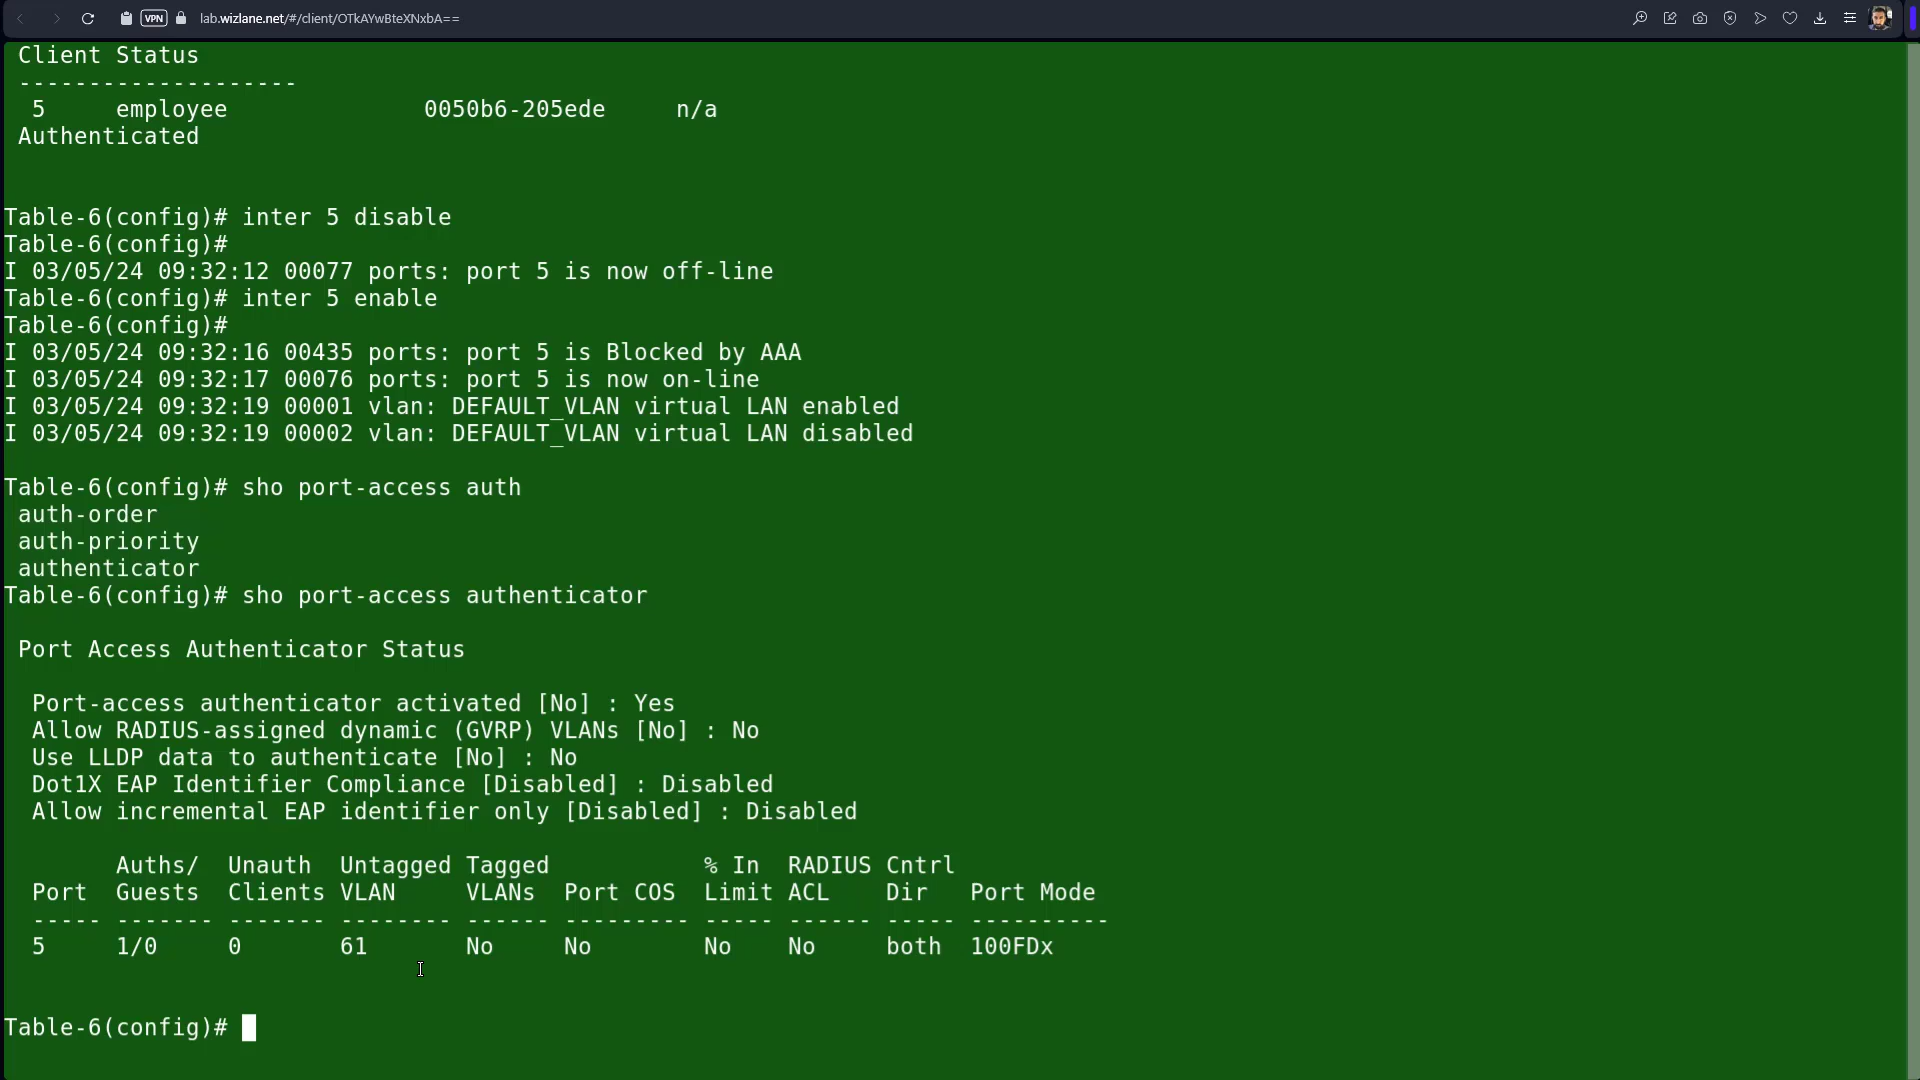 VPN
lab.wizlane.net/#/client/OTkAYwBteXNxbA==
Client Status
--------------------
5 employee 0050b6-205ede n/a
Authenticated
Table-6(config)# inter 5 disable
Table-6(config)#
I 03/05/24 09:32:12 00077 ports: port 5 is now off-line
Table-6(config)# inter 5 enable
Table-6(config)#
I 03/05/24 09:32:16 00435 ports: port 5 is Blocked by AAA
I 03/05/24 09:32:17 00076 ports: port 5 is now on-line
I 03/05/24 09:32:19 00001 vlan: DEFAULT_VLAN virtual LAN enabled
I 03/05/24 09:32:19 00002 vlan: DEFAULT_VLAN virtual LAN disabled
Table-6(config)# sho port-access auth
auth-order
auth-priority
authenticator
Table-6(config)# sho port-access authenticator
Port Access Authenticator Status
Port-access authenticator activated [No] : Yes
Allow RADIUS-assigned dynamic (GVRP) VLANs [No] : No
Use LLDP data to authenticate [No] : No
Dot1X EAP Identifier Compliance [Disabled] : Disabled
Allow incremental EAP identifier only [Disabled] : Disabled
Auths/ Unauth Untagged Tagged % In RADIUS Cntrl
Port Guests Clients VLAN VLANs Port COS Limit ACL Dir Port Mode
----- ------- ------- -------- ------ --------- ----- ------ ----- ----------
5 1/0 0 61 No No No No both 100FDx
Table-6(config)#